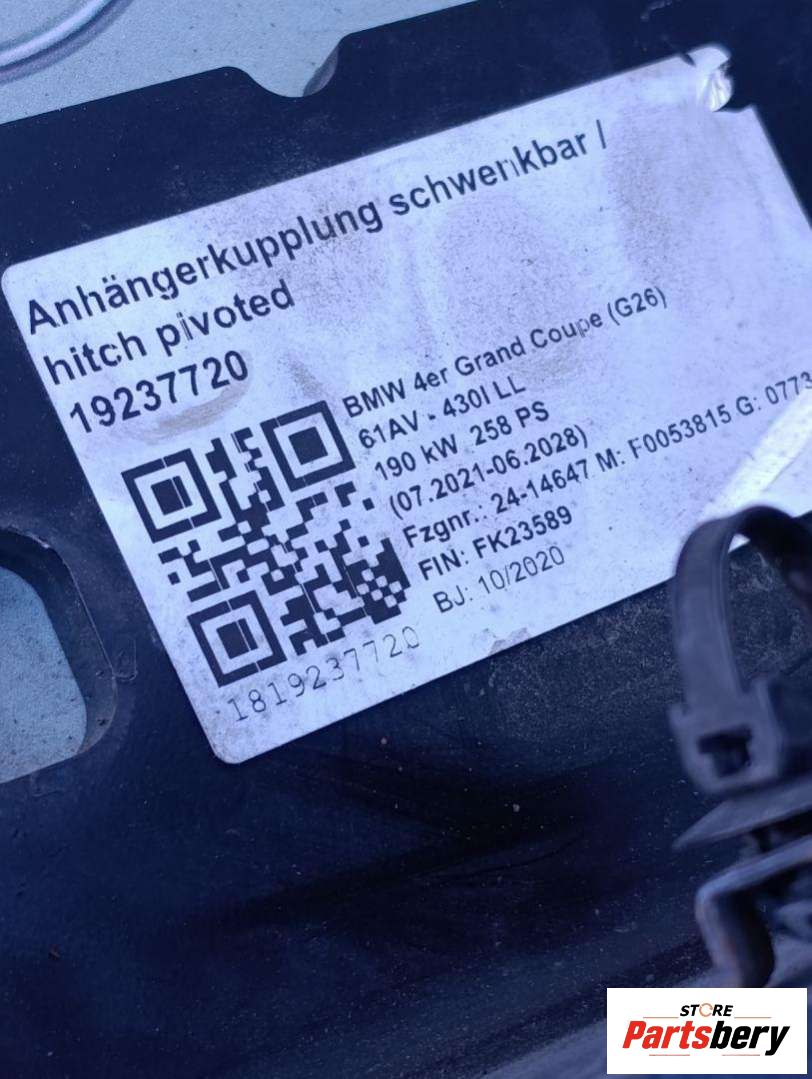 Anhängerkupplung schwenkbar /
hitch pivoted
19237720
BMW 4er Grand Coupe (G26)
61AV - 430I LL
190 kW 258 PS
(07.2021-06.2028)
Fzgnr.: 24-14647 M: F0053815 G: 0773
FIN: FK23589
BJ: 10/2020
1819237720
STORE
Partsbery